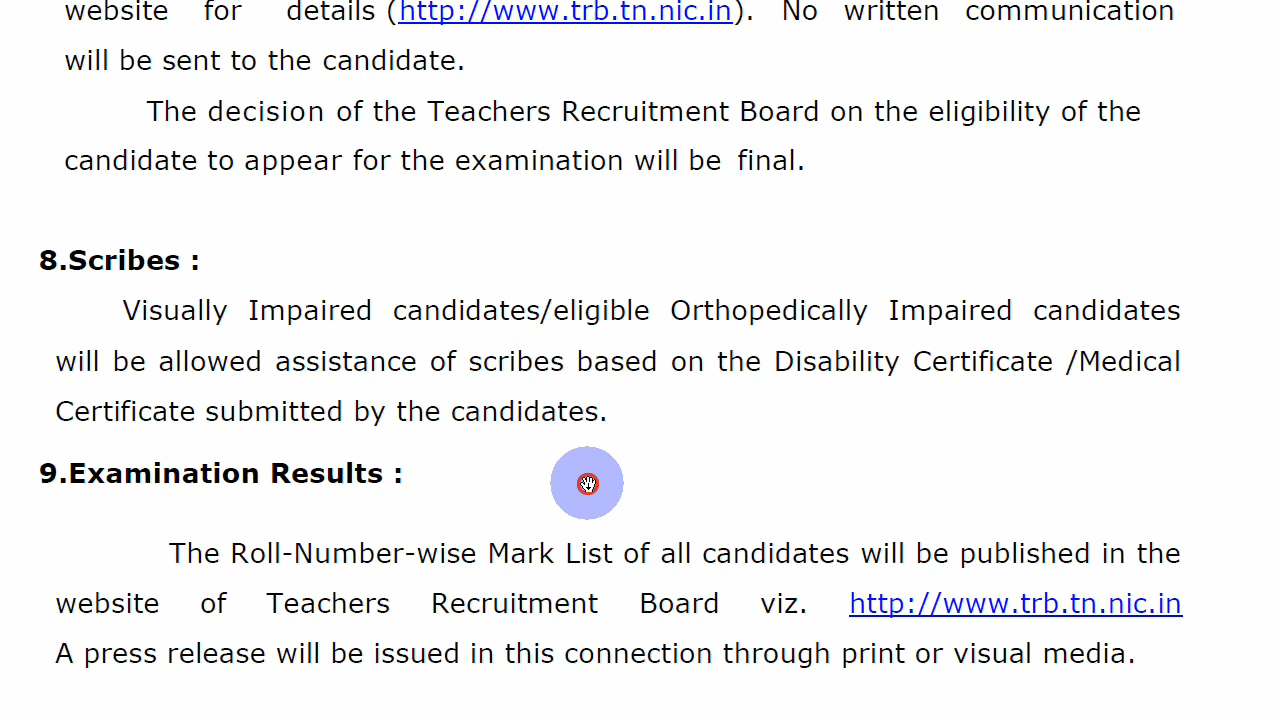 website for details (http://www.trb.tn.nic.in). No written communication
will be sent to the candidate.
The decision of the Teachers Recruitment Board on the eligibility of the
candidate to appear for the examination will be final.
8.Scribes :
Visually Impaired candidates/eligible Orthopedically Impaired candidates
will be allowed assistance of scribes based on the Disability Certificate /Medical
Certificate submitted by the candidates.
9.Examination Results :
The Roll-Number-wise Mark List of all candidates will be published in the
website of Teachers Recruitment Board viz. http://www.trb.tn.nic.in
A press release will be issued in this connection through print or visual media.